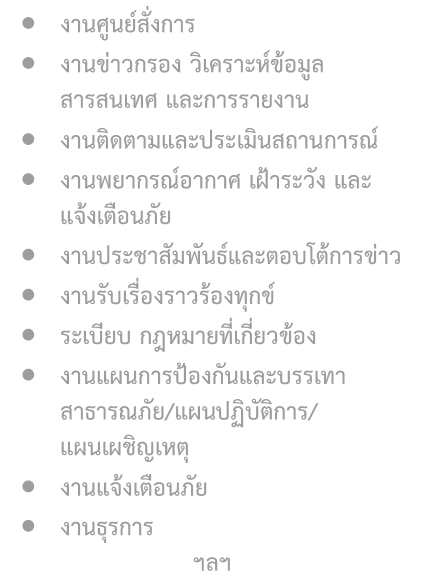 ● งานศูนย์สั่งการ
● งานข่าวกรอง วิเคราะห์ข้อมูล
สารสนเทศ และการรายงาน
● งานติดตามและประเมินสถานการณ์
● งานพยากรณ์อากาศ เฝ้าระวัง และ
แจ้งเตือนภัย
● งานประชาสัมพันธ์และตอบโต้การข่าว
● งานรับเรื่องราวร้องทุกข์
● ระเบียบ กฎหมายที่เกี่ยวข้อง
● งานแผนการป้องกันและบรรเทา
สาธารณภัย/แผนปฏิบัติการ/
แผนเผชิญเหตุ
● งานแจ้งเตือนภัย
● งานธุรการ
ฯลฯ